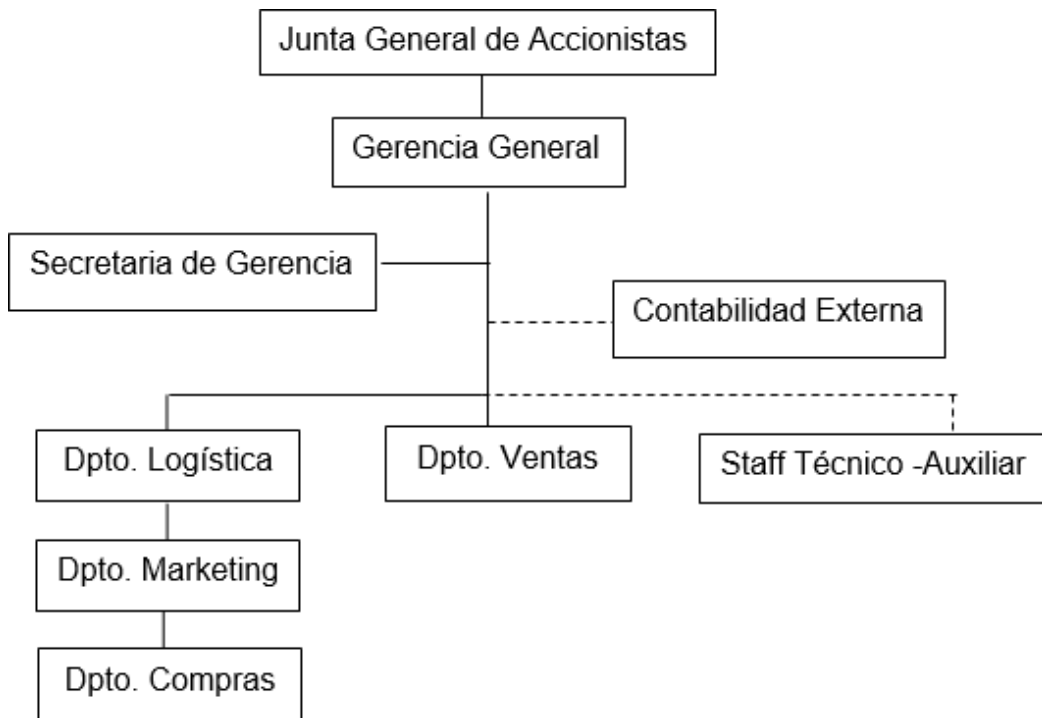 Junta General de Accionistas
Gerencia General
Secretaria de Gerencia
Contabilidad Externa
Dpto. Logística
Dpto. Ventas
Staff Técnico -Auxiliar
Dpto. Marketing
Dpto. Compras